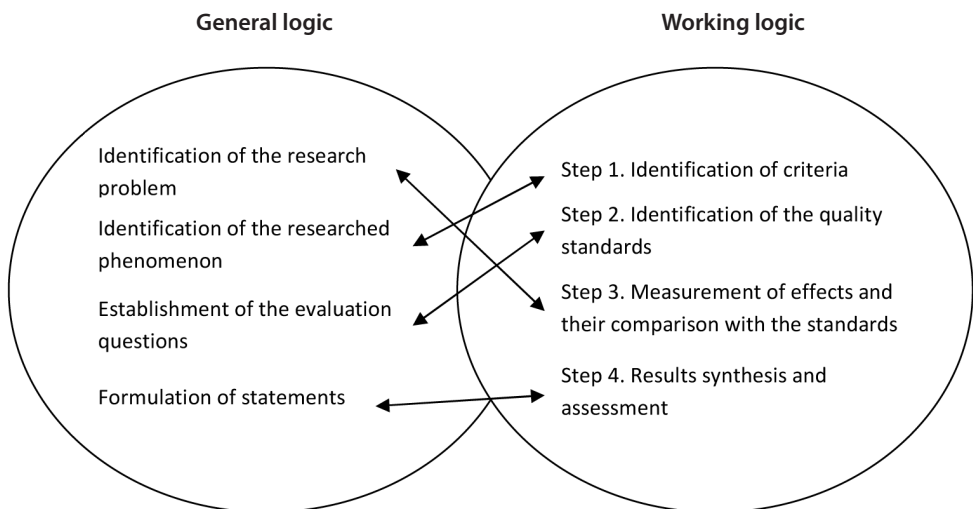 General logic
Working logic
Identification of the research
problem
Identification of the researched
phenomenon
Establishment of the evaluation
questions
Formulation of statements
Step 1. Identification of criteria
Step 2. Identification of the quality
standards
Step 3. Measurement of effects and
their comparison with the standards
Step 4. Results synthesis and
assessment